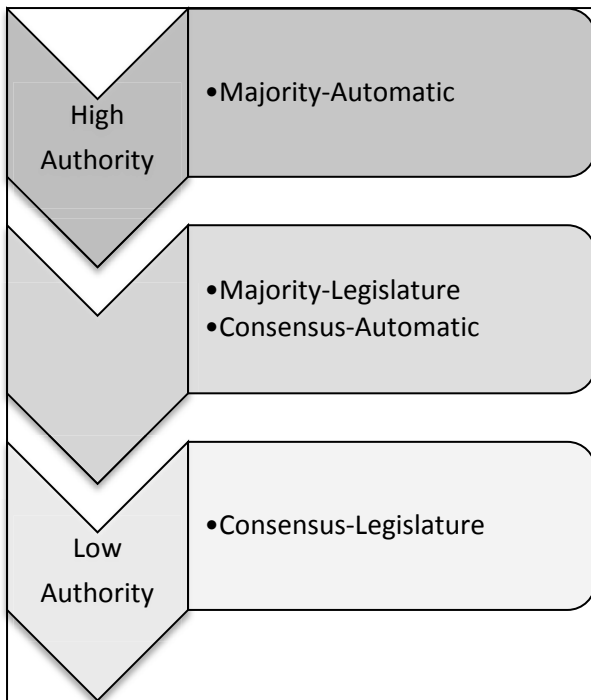 High
Authority
•Majority-Automatic
•Majority-Legislature
•Consensus-Automatic
Low
Authority
•Consensus-Legislature